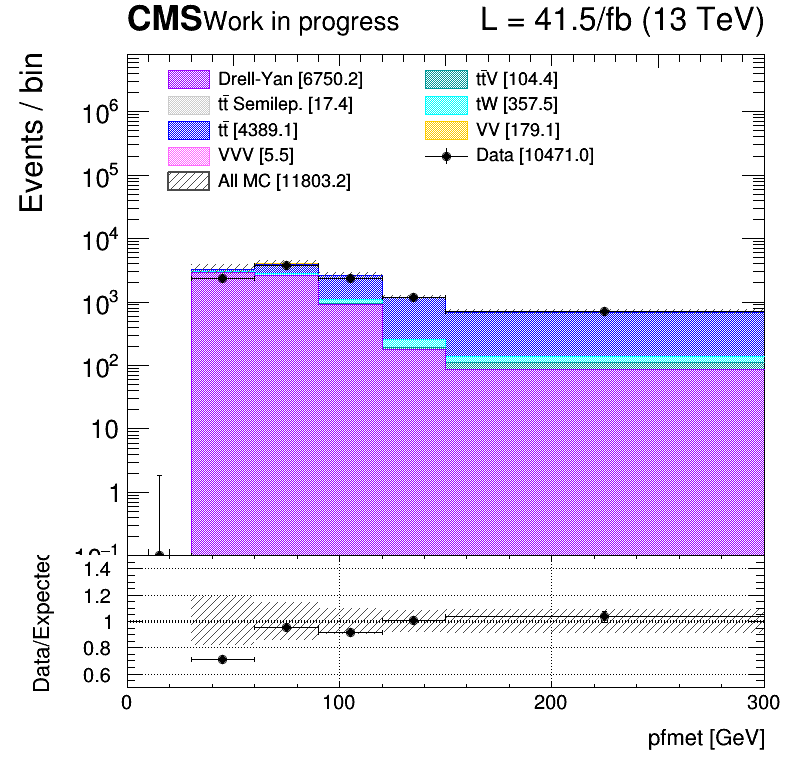 CMS Work in progress L = 41.5/fb (13 TeV)
Events / bin
Drell-Yan [6750.2] tt̄V [104.4]
tt̄ Semilep. [17.4] tW [357.5]
tt̄ [4389.1] VV [179.1]
VVV [5.5] Data [10471.0]
All MC [11803.2]
10⁶
10⁵
10⁴
10³
10²
10
1
Data/Expected
1.4
1.2
1
0.8
0.6
0 100 200 300
pfmet [GeV]